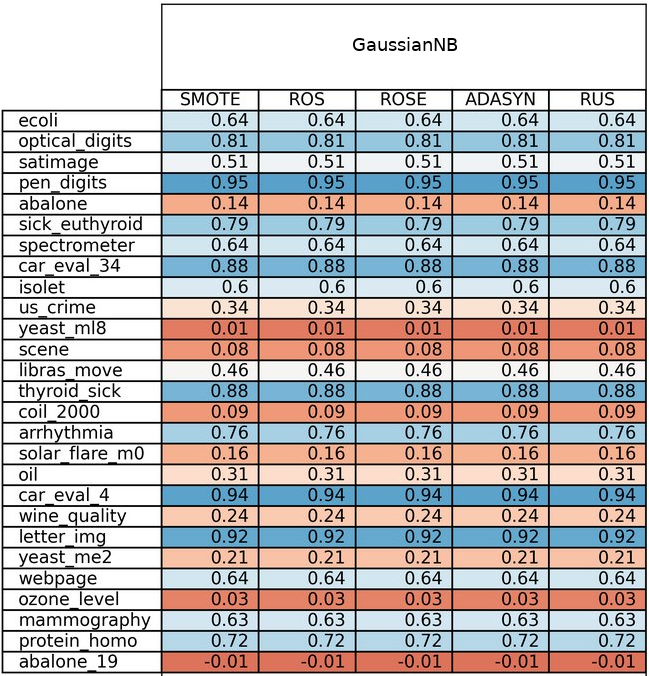 GaussianNB
SMOTE ROS ROSE ADASYN RUS
ecoli 0.64 0.64 0.64 0.64 0.64
optical_digits 0.81 0.81 0.81 0.81 0.81
satimage 0.51 0.51 0.51 0.51 0.51
pen_digits 0.95 0.95 0.95 0.95 0.95
abalone 0.14 0.14 0.14 0.14 0.14
sick_euthyroid 0.79 0.79 0.79 0.79 0.79
spectrometer 0.64 0.64 0.64 0.64 0.64
car_eval_34 0.88 0.88 0.88 0.88 0.88
isolet 0.6 0.6 0.6 0.6 0.6
us_crime 0.34 0.34 0.34 0.34 0.34
yeast_ml8 0.01 0.01 0.01 0.01 0.01
scene 0.08 0.08 0.08 0.08 0.08
libras_move 0.46 0.46 0.46 0.46 0.46
thyroid_sick 0.88 0.88 0.88 0.88 0.88
coil_2000 0.09 0.09 0.09 0.09 0.09
arrhythmia 0.76 0.76 0.76 0.76 0.76
solar_flare_m0 0.16 0.16 0.16 0.16 0.16
oil 0.31 0.31 0.31 0.31 0.31
car_eval_4 0.94 0.94 0.94 0.94 0.94
wine_quality 0.24 0.24 0.24 0.24 0.24
letter_img 0.92 0.92 0.92 0.92 0.92
yeast_me2 0.21 0.21 0.21 0.21 0.21
webpage 0.64 0.64 0.64 0.64 0.64
ozone_level 0.03 0.03 0.03 0.03 0.03
mammography 0.63 0.63 0.63 0.63 0.63
protein_homo 0.72 0.72 0.72 0.72 0.72
abalone_19 -0.01 -0.01 -0.01 -0.01 -0.01